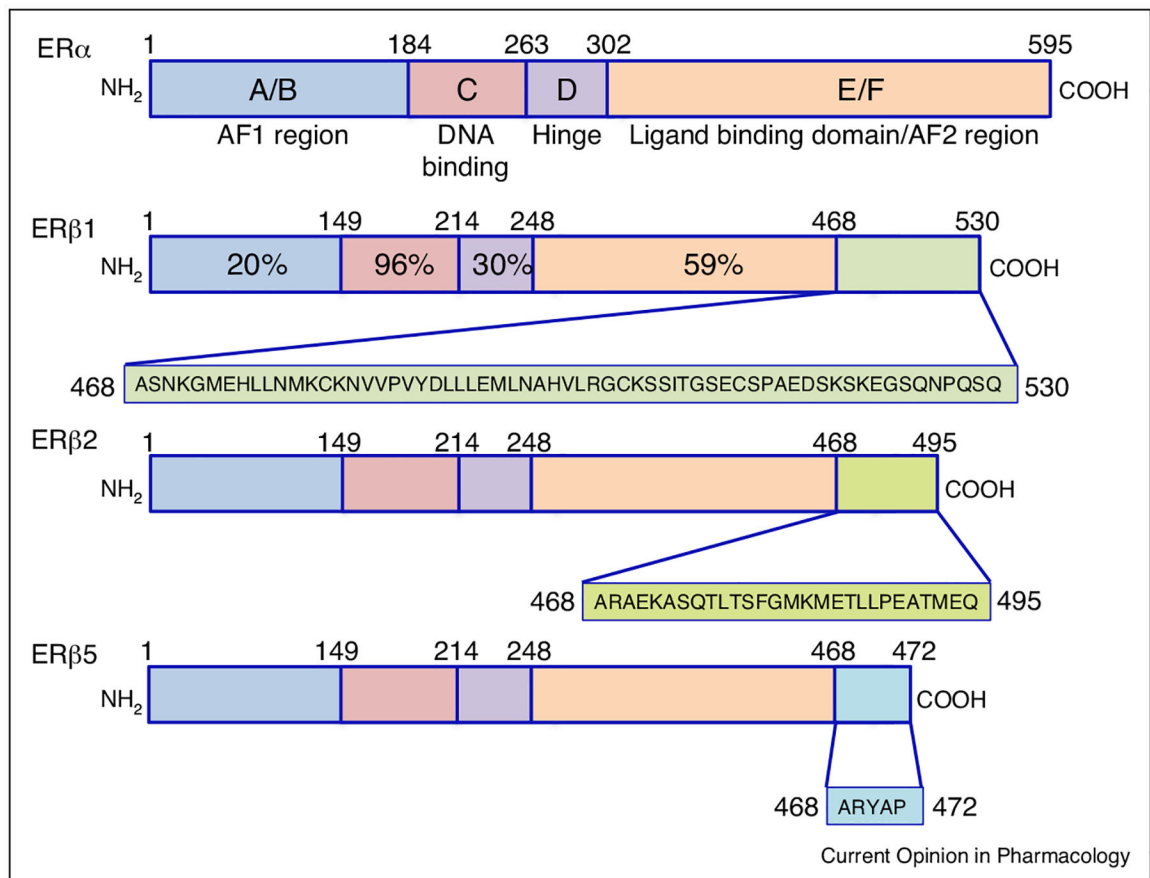 ERα 1 184 263 302 595
NH2 A/B C D E/F COOH
AF1 region DNA binding Hinge Ligand binding domain/AF2 region
ERβ1 1 149 214 248 468 530
NH2 20% 96% 30% 59% COOH
468 ASNKGMEHLLNMKCKNVVPVYDLLLEMLNAHVLRGCKSSITGSECSPAEDSKSKEGSQNPQSQ 530
ERβ2 1 149 214 248 468 495
NH2 COOH
468 ARAEKASQTLTSFGMKMETLLPEATMEQ 495
ERβ5 1 149 214 248 468 472
NH2 COOH
468 ARYAP 472
Current Opinion in Pharmacology